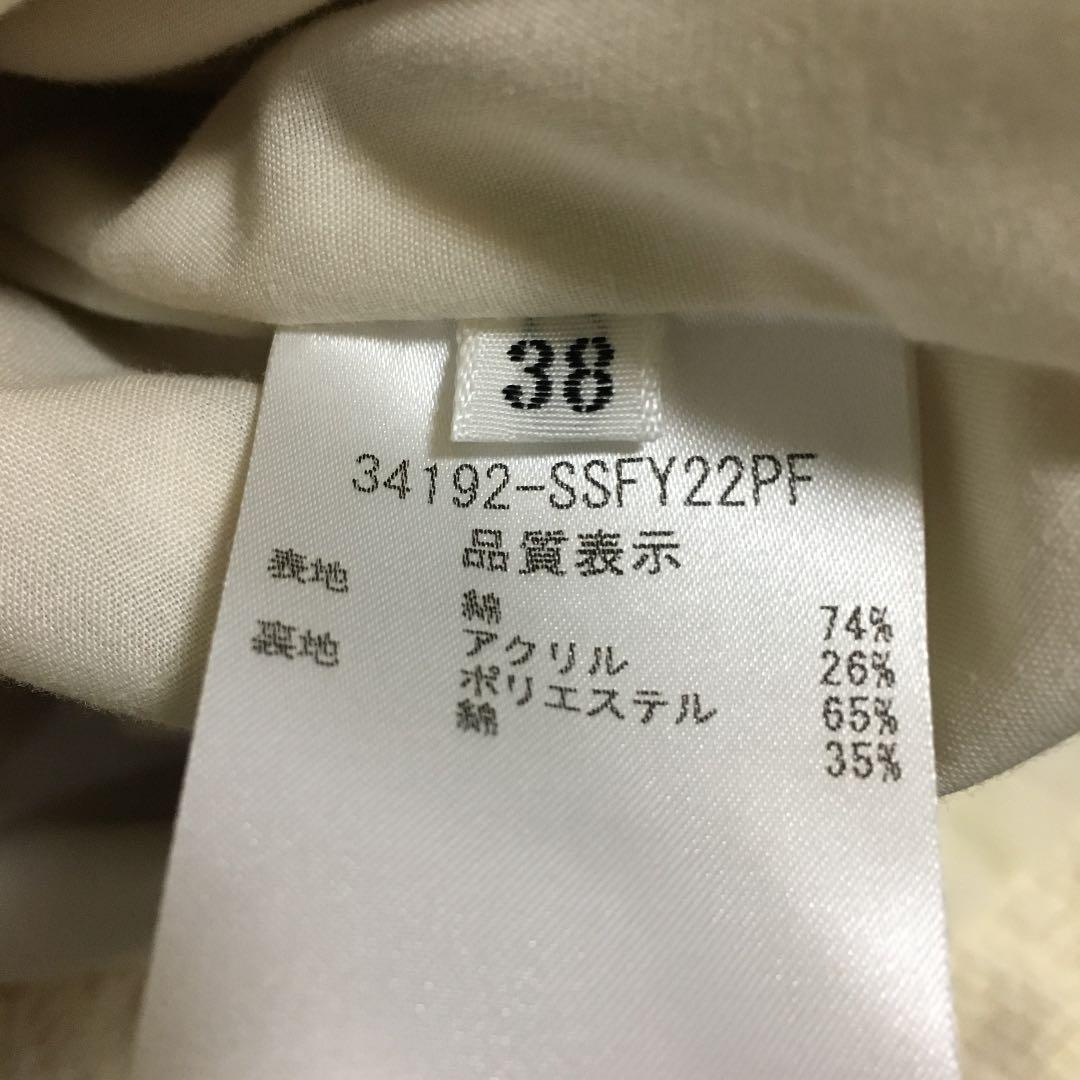 38
34192-SSFY22PF
品質表示
表地 綿 74%
アクリル 26%
裏地 ポリエステル 65%
綿 35%